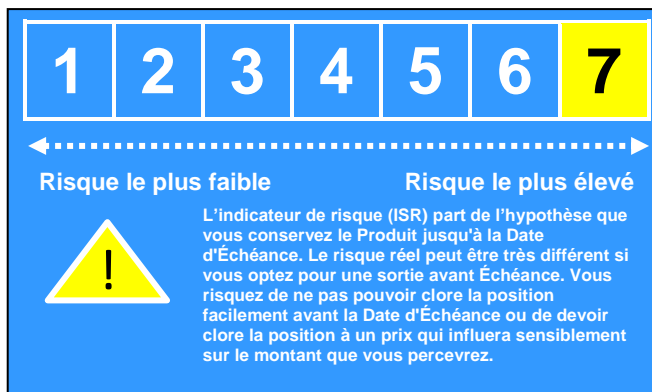 1 2 3 4 5 6 7
Risque le plus faible Risque le plus élevé
L'indicateur de risque (ISR) part de l’hypothèse que
vous conservez le Produit jusqu'à la Date
d'Échéance. Le risque réel peut être très différent si
vous optez pour une sortie avant Échéance. Vous
risquez de ne pas pouvoir clore la position
facilement avant la Date d'Échéance ou de devoir
clore la position à un prix qui influera sensiblement
sur le montant que vous percevrez.
!